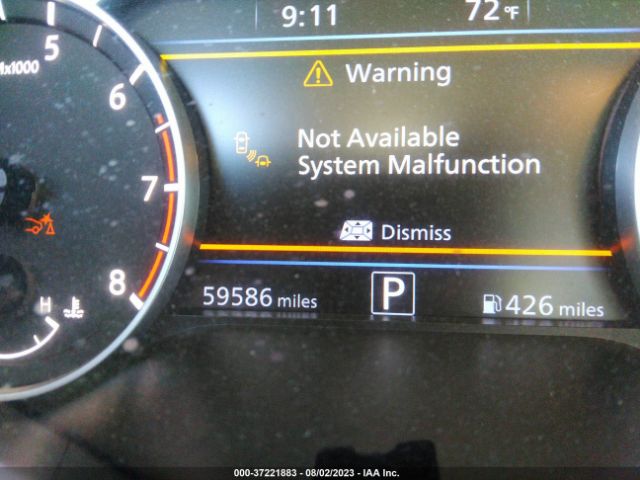 9:11
72°F
5
x1000
6
7
8
H
Warning
Not Available
System Malfunction
Dismiss
59586 miles
P
426 miles
000-37221883 - 08/02/2023 - IAA Inc.